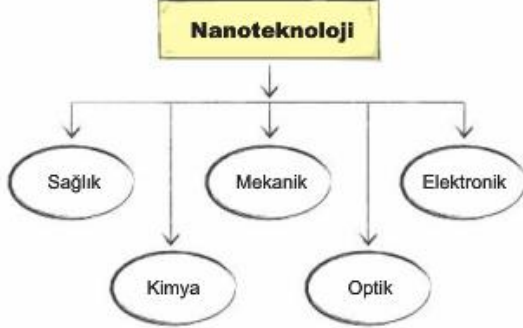 Nanoteknoloji
Sağlık
Mekanik
Elektronik
Kimya
Optik